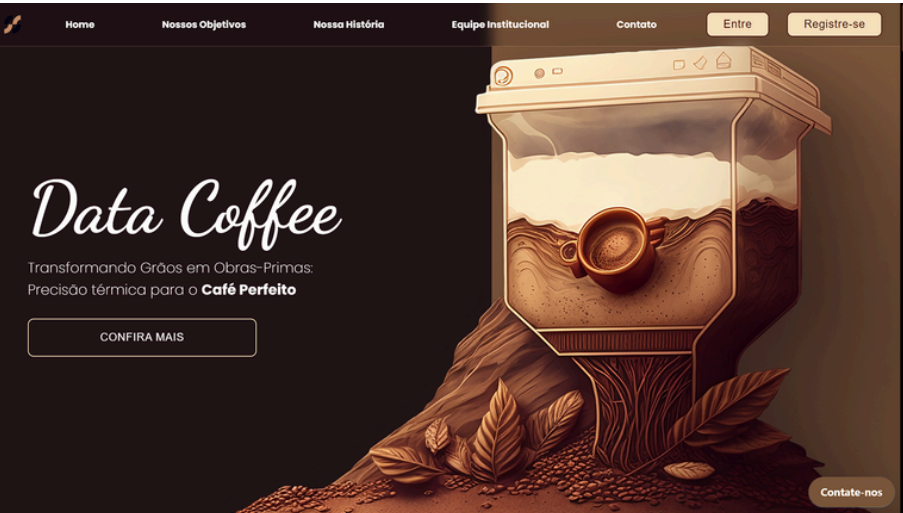 Home
Nossos Objetivos
Nossa História
Equipe Institucional
Contato
Entre
Registre-se
Data Coffee
Transformando Grãos em Obras-Primas:
Precisão térmica para o Café Perfeito
CONFIRA MAIS
Contate-nos